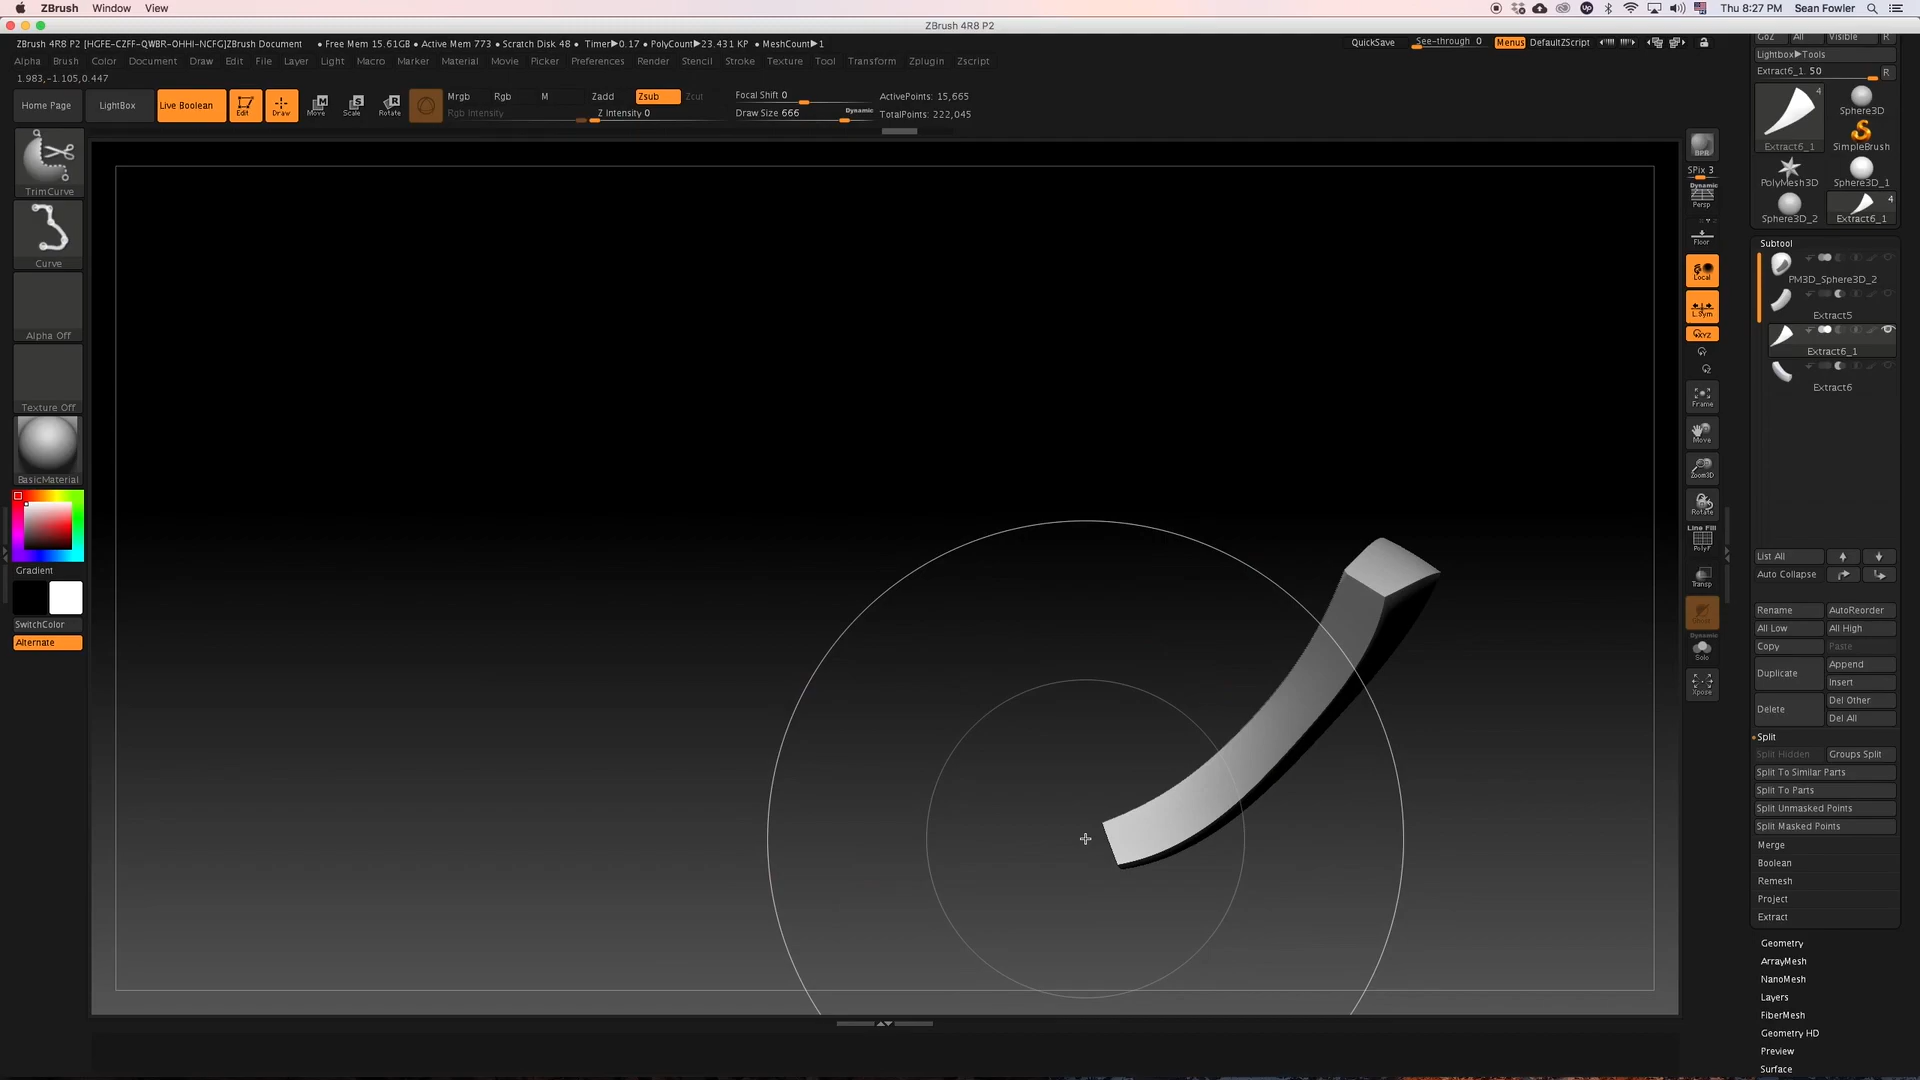 ZBrush Window View
Thu 8:27 PM Sean Fowler
ZBrush 4R8 P2
ZBrush 4R8 P2 [HGFE-CZFF-QWBR-OHHI-NCFG]ZBrush Document • Free Mem 15.61GB • Active Mem 773 • Scratch Disk 48 • Timer▶0.17 • PolyCount▶23.431 KP • MeshCount▶1
QuickSave See-through 0 Menus DefaultZScript
GoZ All Visible R
Alpha Brush Color Document Draw Edit File Layer Light Macro Marker Material Movie Picker Preferences Render Stencil Stroke Texture Tool Transform Zplugin Zscript
Lightbox▶Tools
Extract6_1. 50 R
1.983,-1.105,0.447
Home Page LightBox Live Boolean Edit Draw Move Scale Rotate
Mrgb Rgb M Zadd Zsub Zcut
Rgb Intensity Z Intensity 0
Focal Shift 0
Draw Size 666 Dynamic
ActivePoints: 15,665
TotalPoints: 222,045
4
Extract6_1
Sphere3D
SimpleBrush
PolyMesh3D
Sphere3D_1
Sphere3D_2
4
Extract6_1
TrimCurve
Curve
Alpha Off
Texture Off
BasicMaterial
Gradient
SwitchColor
Alternate
BPR
SPix 3
Dynamic
Persp
Floor
Local
L.Sym
XYZ
Frame
Move
Zoom3D
Rotate
Line Fill
PolyF
Transp
Dynamic
Solo
Xpose
Subtool
PM3D_Sphere3D_2
Extract5
Extract6_1
Extract6
List All
Auto Collapse
Rename AutoReorder
All Low All High
Copy Paste
Duplicate Append
Insert
Delete Del Other
Del All
Split
Split Hidden Groups Split
Split To Similar Parts
Split To Parts
Split Unmasked Points
Split Masked Points
Merge
Boolean
Remesh
Project
Extract
Geometry
ArrayMesh
NanoMesh
Layers
FiberMesh
Geometry HD
Preview
Surface